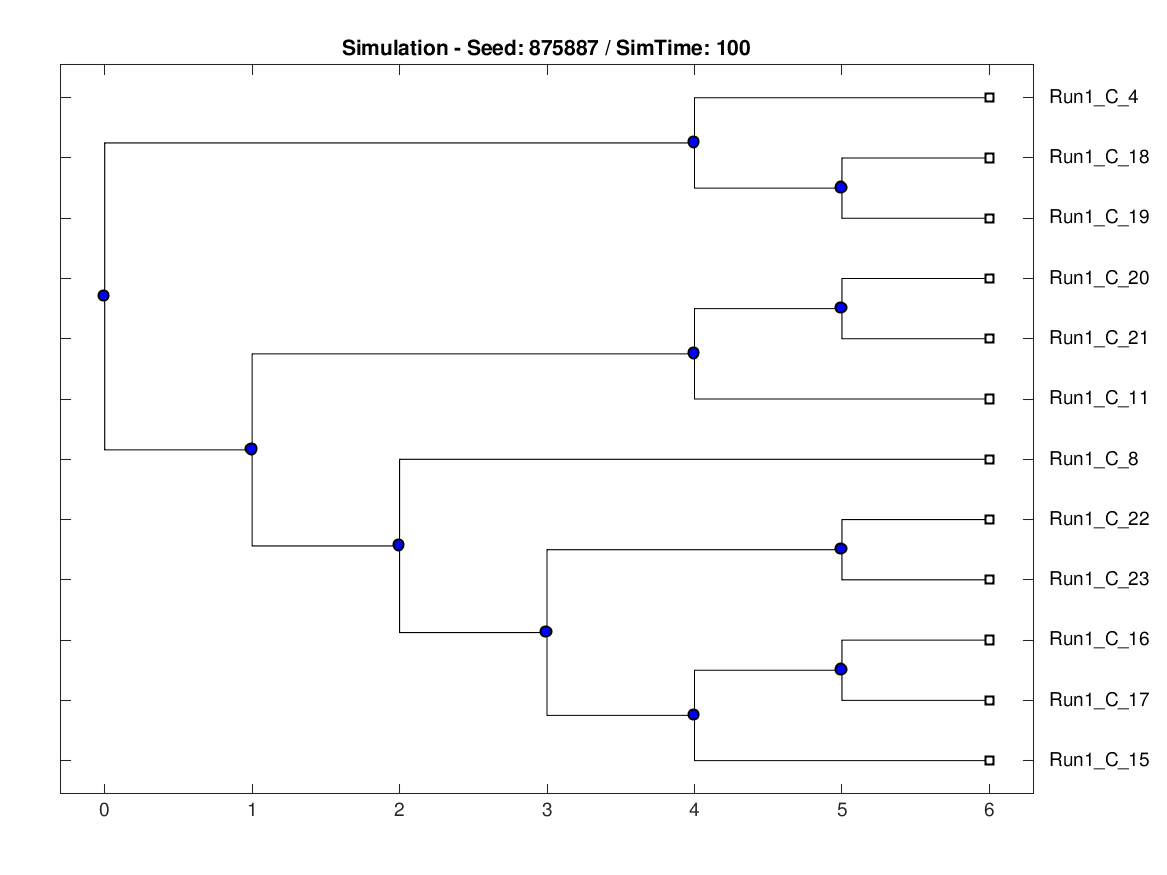 Simulation - Seed: 875887 / SimTime: 100
Run1_C_4
Run1_C_18
Run1_C_19
Run1_C_20
Run1_C_21
Run1_C_11
Run1_C_8
Run1_C_22
Run1_C_23
Run1_C_16
Run1_C_17
Run1_C_15
0 1 2 3 4 5 6